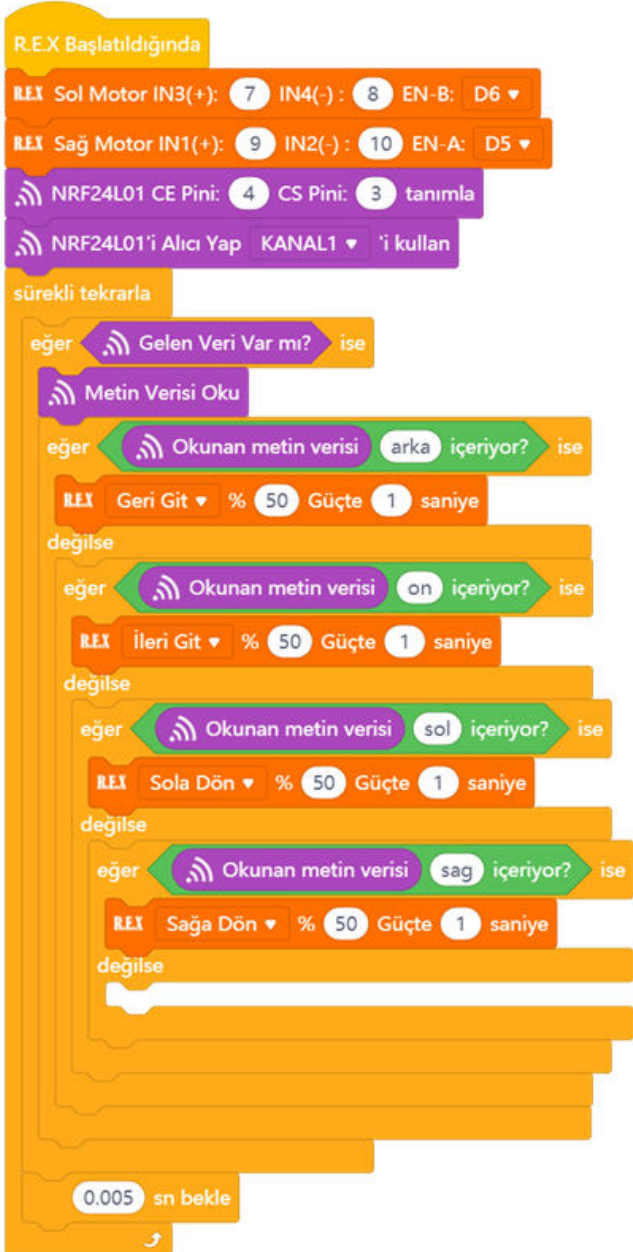 R.E.X Başlatıldığında
R.E.X Sol Motor IN3(+): 7 IN4(-) : 8 EN-B: D6
R.E.X Sağ Motor IN1(+): 9 IN2(-) : 10 EN-A: D5
NRF24L01 CE Pini: 4 CS Pini: 3 tanımla
NRF24L01'i Alıcı Yap KANAL1 'i kullan
sürekli tekrarla
eğer Gelen Veri Var mı? ise
Metin Verisi Oku
eğer Okunan metin verisi arka içeriyor? ise
R.E.X Geri Git % 50 Güçte 1 saniye
değilse
eğer Okunan metin verisi on içeriyor? ise
R.E.X İleri Git % 50 Güçte 1 saniye
değilse
eğer Okunan metin verisi sol içeriyor? ise
R.E.X Sola Dön % 50 Güçte 1 saniye
değilse
eğer Okunan metin verisi sag içeriyor? ise
R.E.X Sağa Dön % 50 Güçte 1 saniye
değilse
0.005 sn bekle